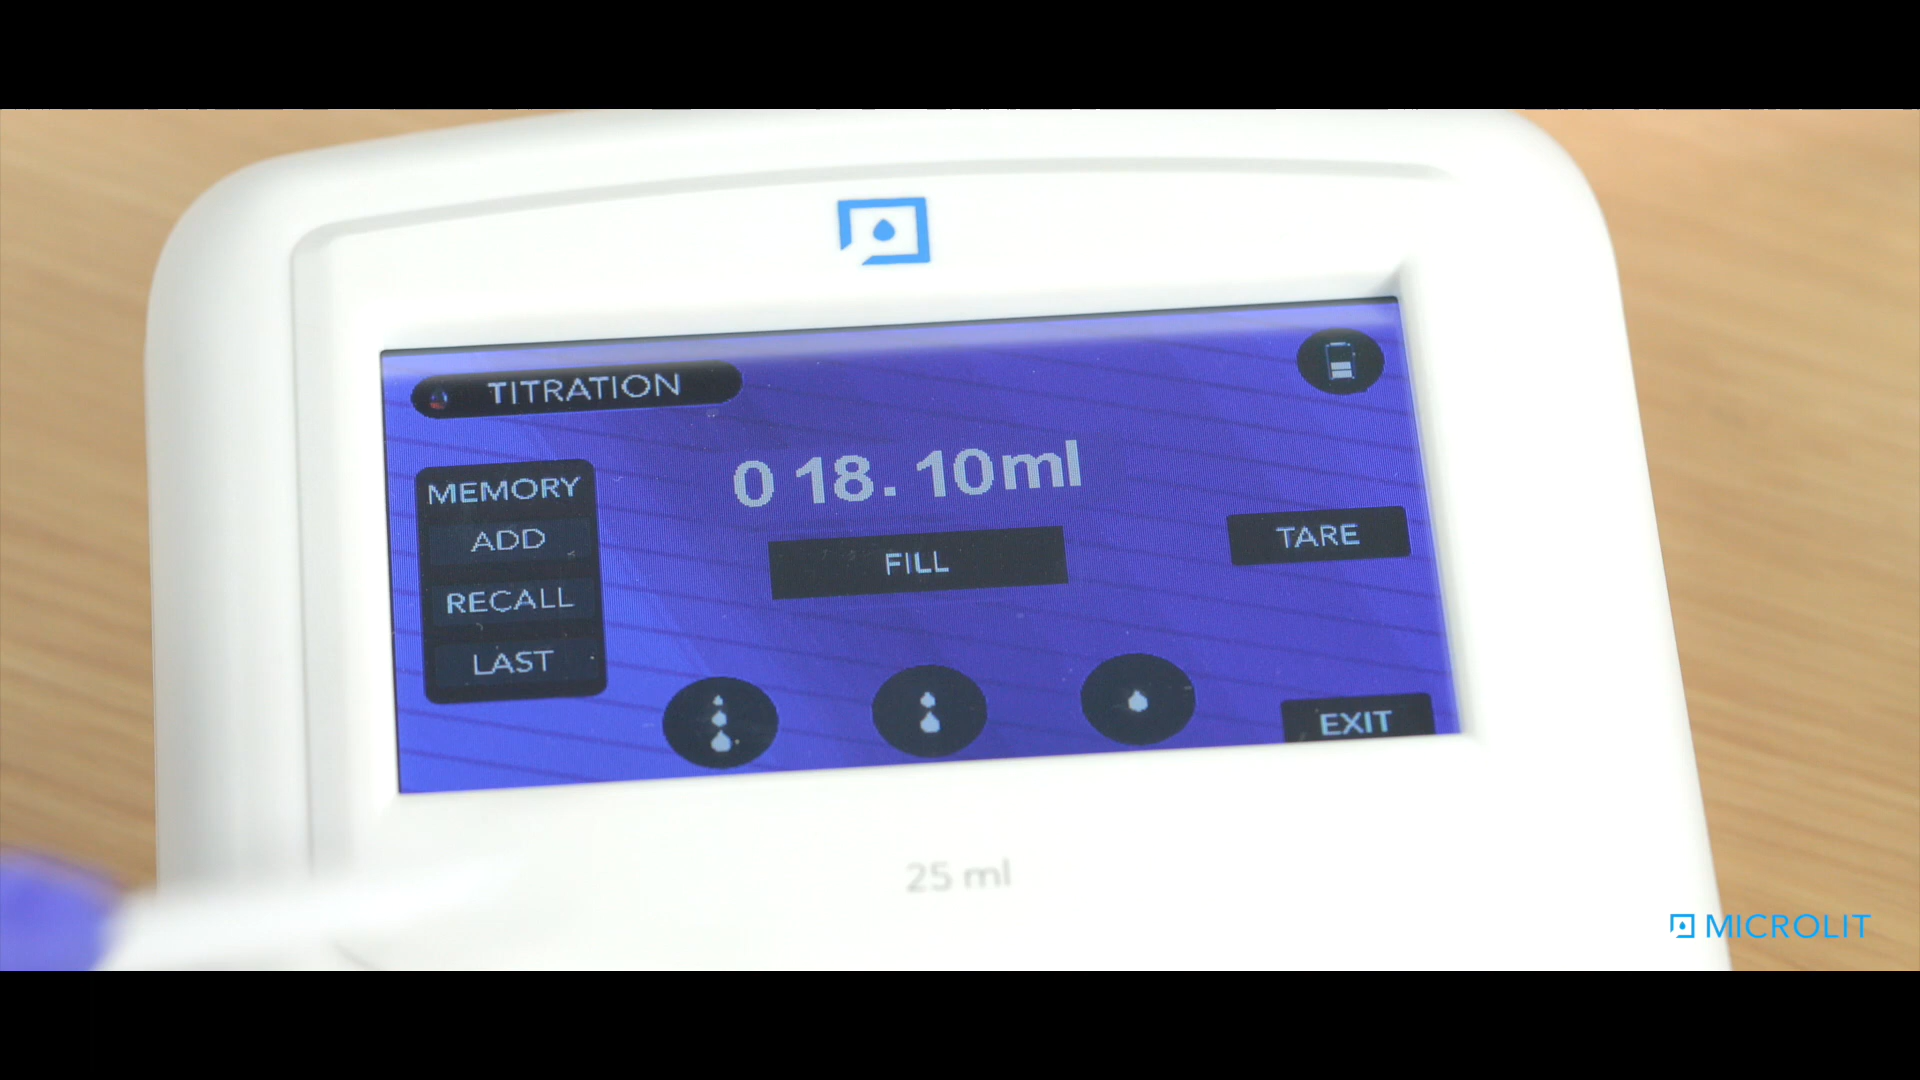 TITRATION
0 18.10ml
MEMORY
ADD
RECALL
LAST
FILL
TARE
EXIT
25 ml
MICROLIT